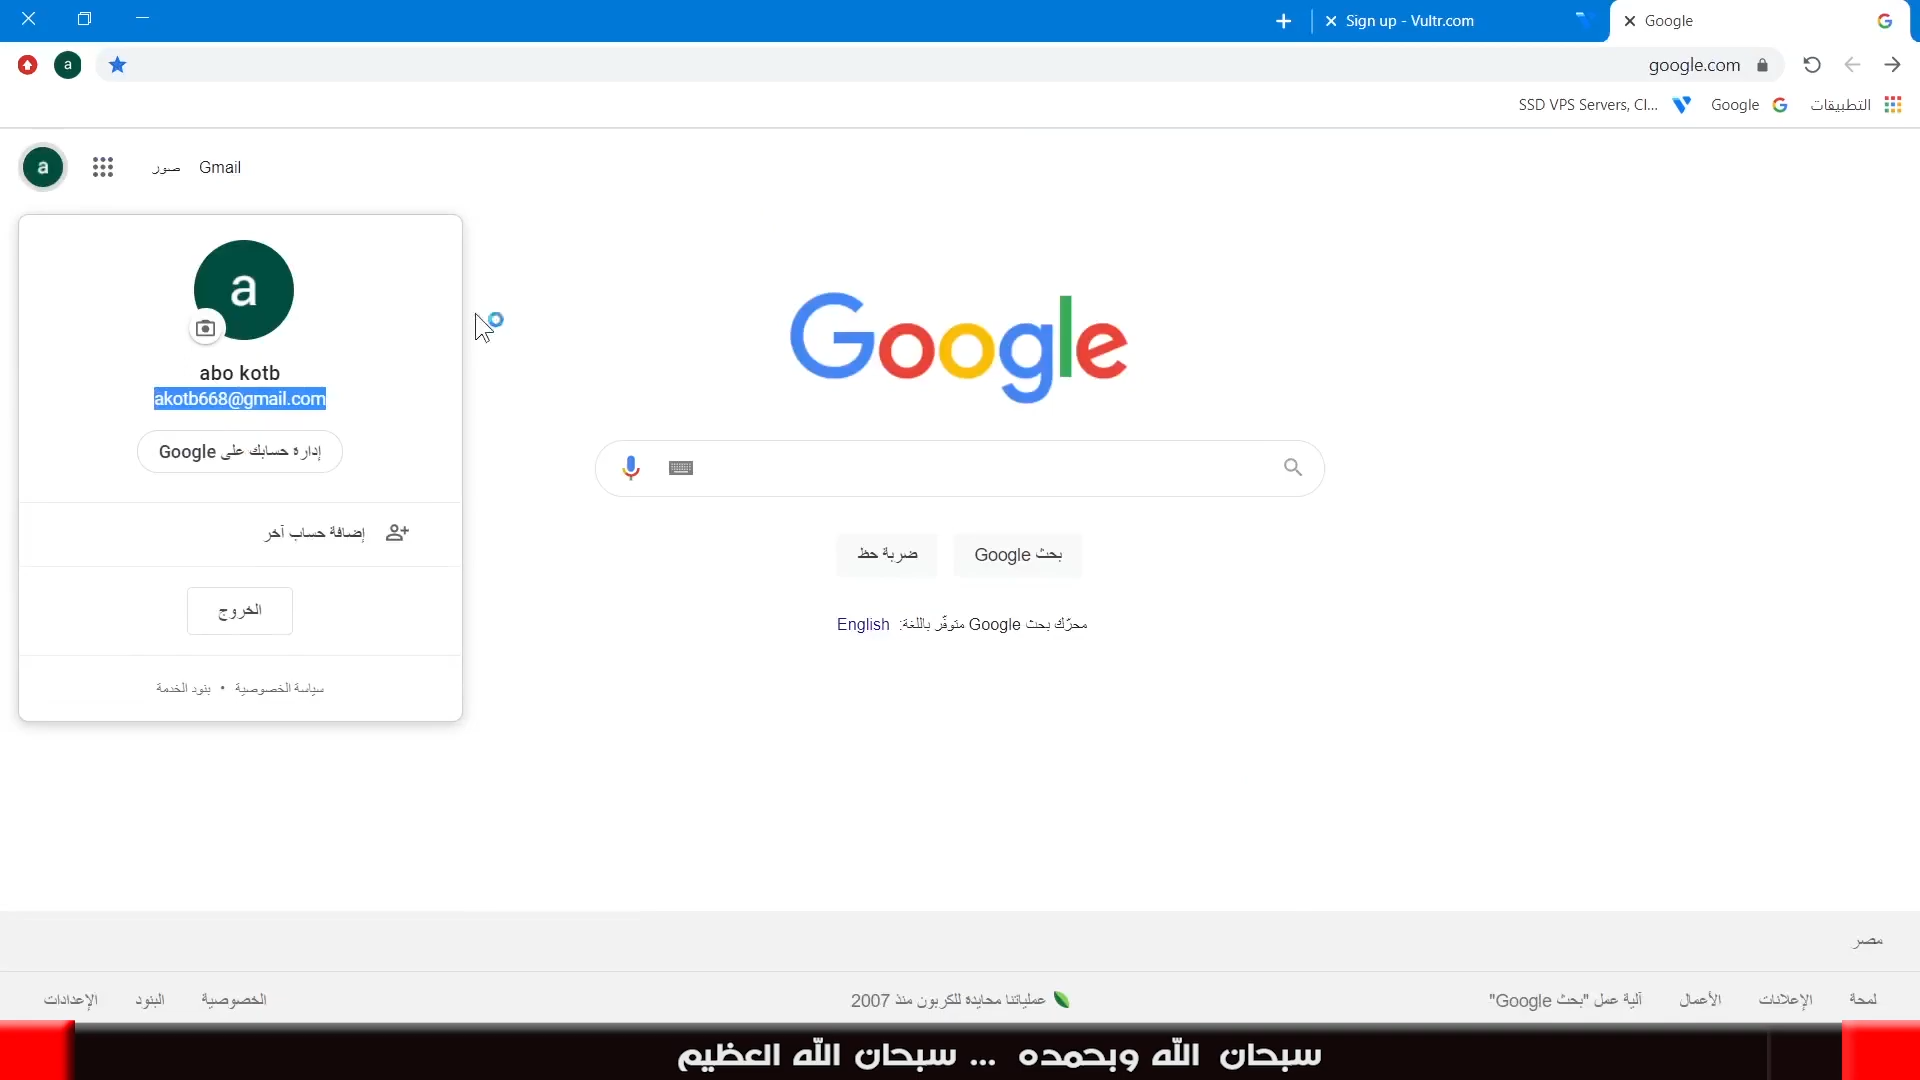 Google
Sign up - Vultr.com
google.com
a
التطبيقات
Google
SSD VPS Servers, Cl...
Gmail
صور
a
a
abo kotb
akotb668@gmail.com
إدارة حسابك على Google
إضافة حساب آخر
الخروج
سياسة الخصوصية • بنود الخدمة
Google
بحث Google
ضربة حظ
محرّك بحث Google متوفّر باللغة: English
مصر
لمحة
الإعلانات
الأعمال
آلية عمل "بحث Google"
عملياتنا محايدة للكربون منذ 2007
الخصوصية
البنود
الإعدادات
سبحان الله وبحمده ... سبحان الله العظيم